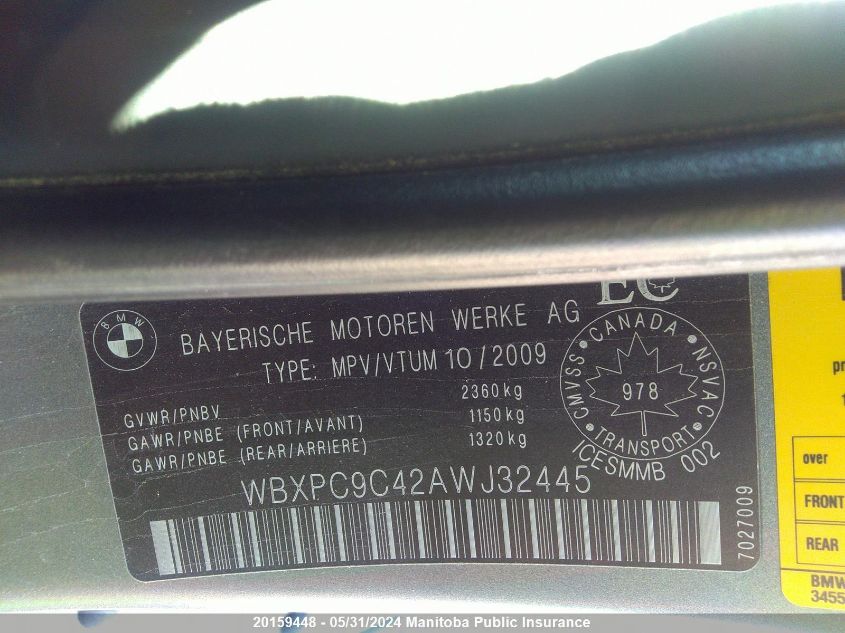 BMW
EC
BAYERISCHE MOTOREN WERKE AG
TYPE: MPV/VTUM 10/2009
GVWR/PNBV 2360kg
GAWR/PNBE (FRONT/AVANT) 1150kg
GAWR/PNBE (REAR/ARRIERE) 1320kg
CANADA
CMVSS NSVAC
978
TRANSPORT
ICESMMB 002
WBXPC9C42AWJ32445
7027009
over
FRONT
REAR
BMW
3455
20159448 - 05/31/2024 Manitoba Public Insurance